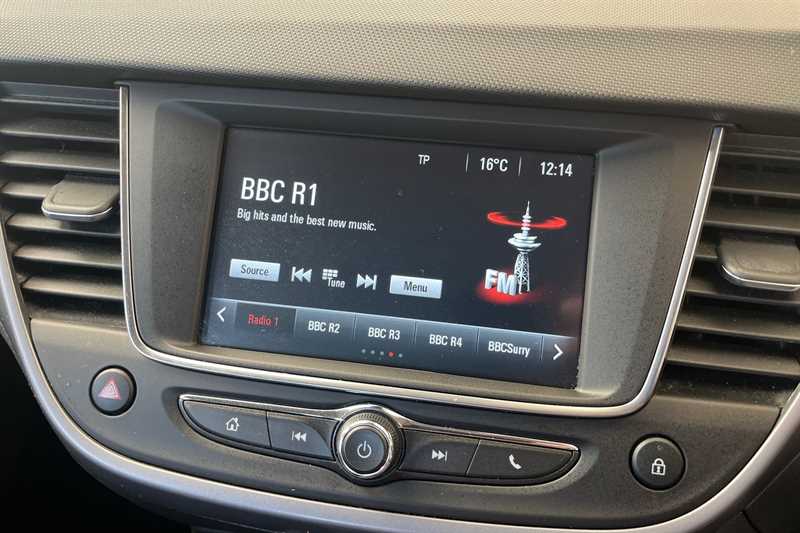 TP 16°C 12:14
BBC R1
Big hits and the best new music.
FM
Source Tune Menu
Radio 1 BBC R2 BBC R3 BBC R4 BBCSurry